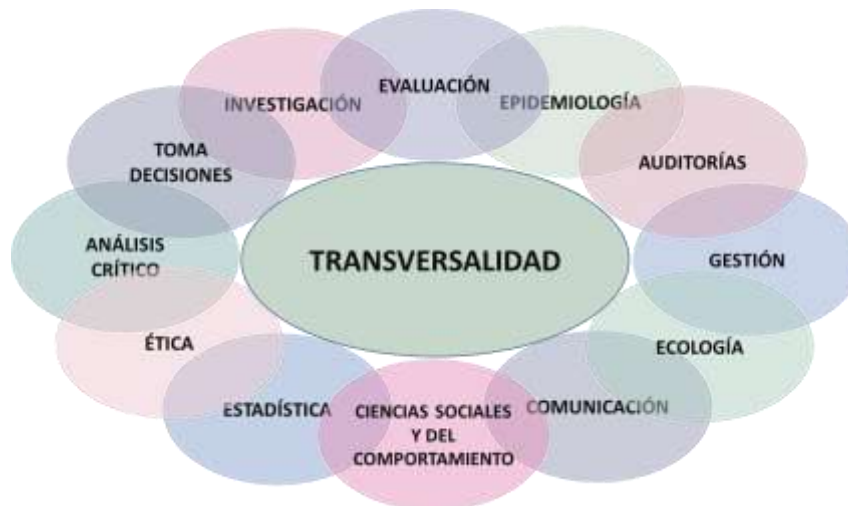 EVALUACIÓN
EPIDEMIOLOGÍA
AUDITORÍAS
GESTIÓN
ECOLOGÍA
COMUNICACIÓN
CIENCIAS SOCIALES
Y DEL
COMPORTAMIENTO
ESTADÍSTICA
ÉTICA
ANÁLISIS
CRÍTICO
TOMA
DECISIONES
INVESTIGACIÓN
TRANSVERSALIDAD